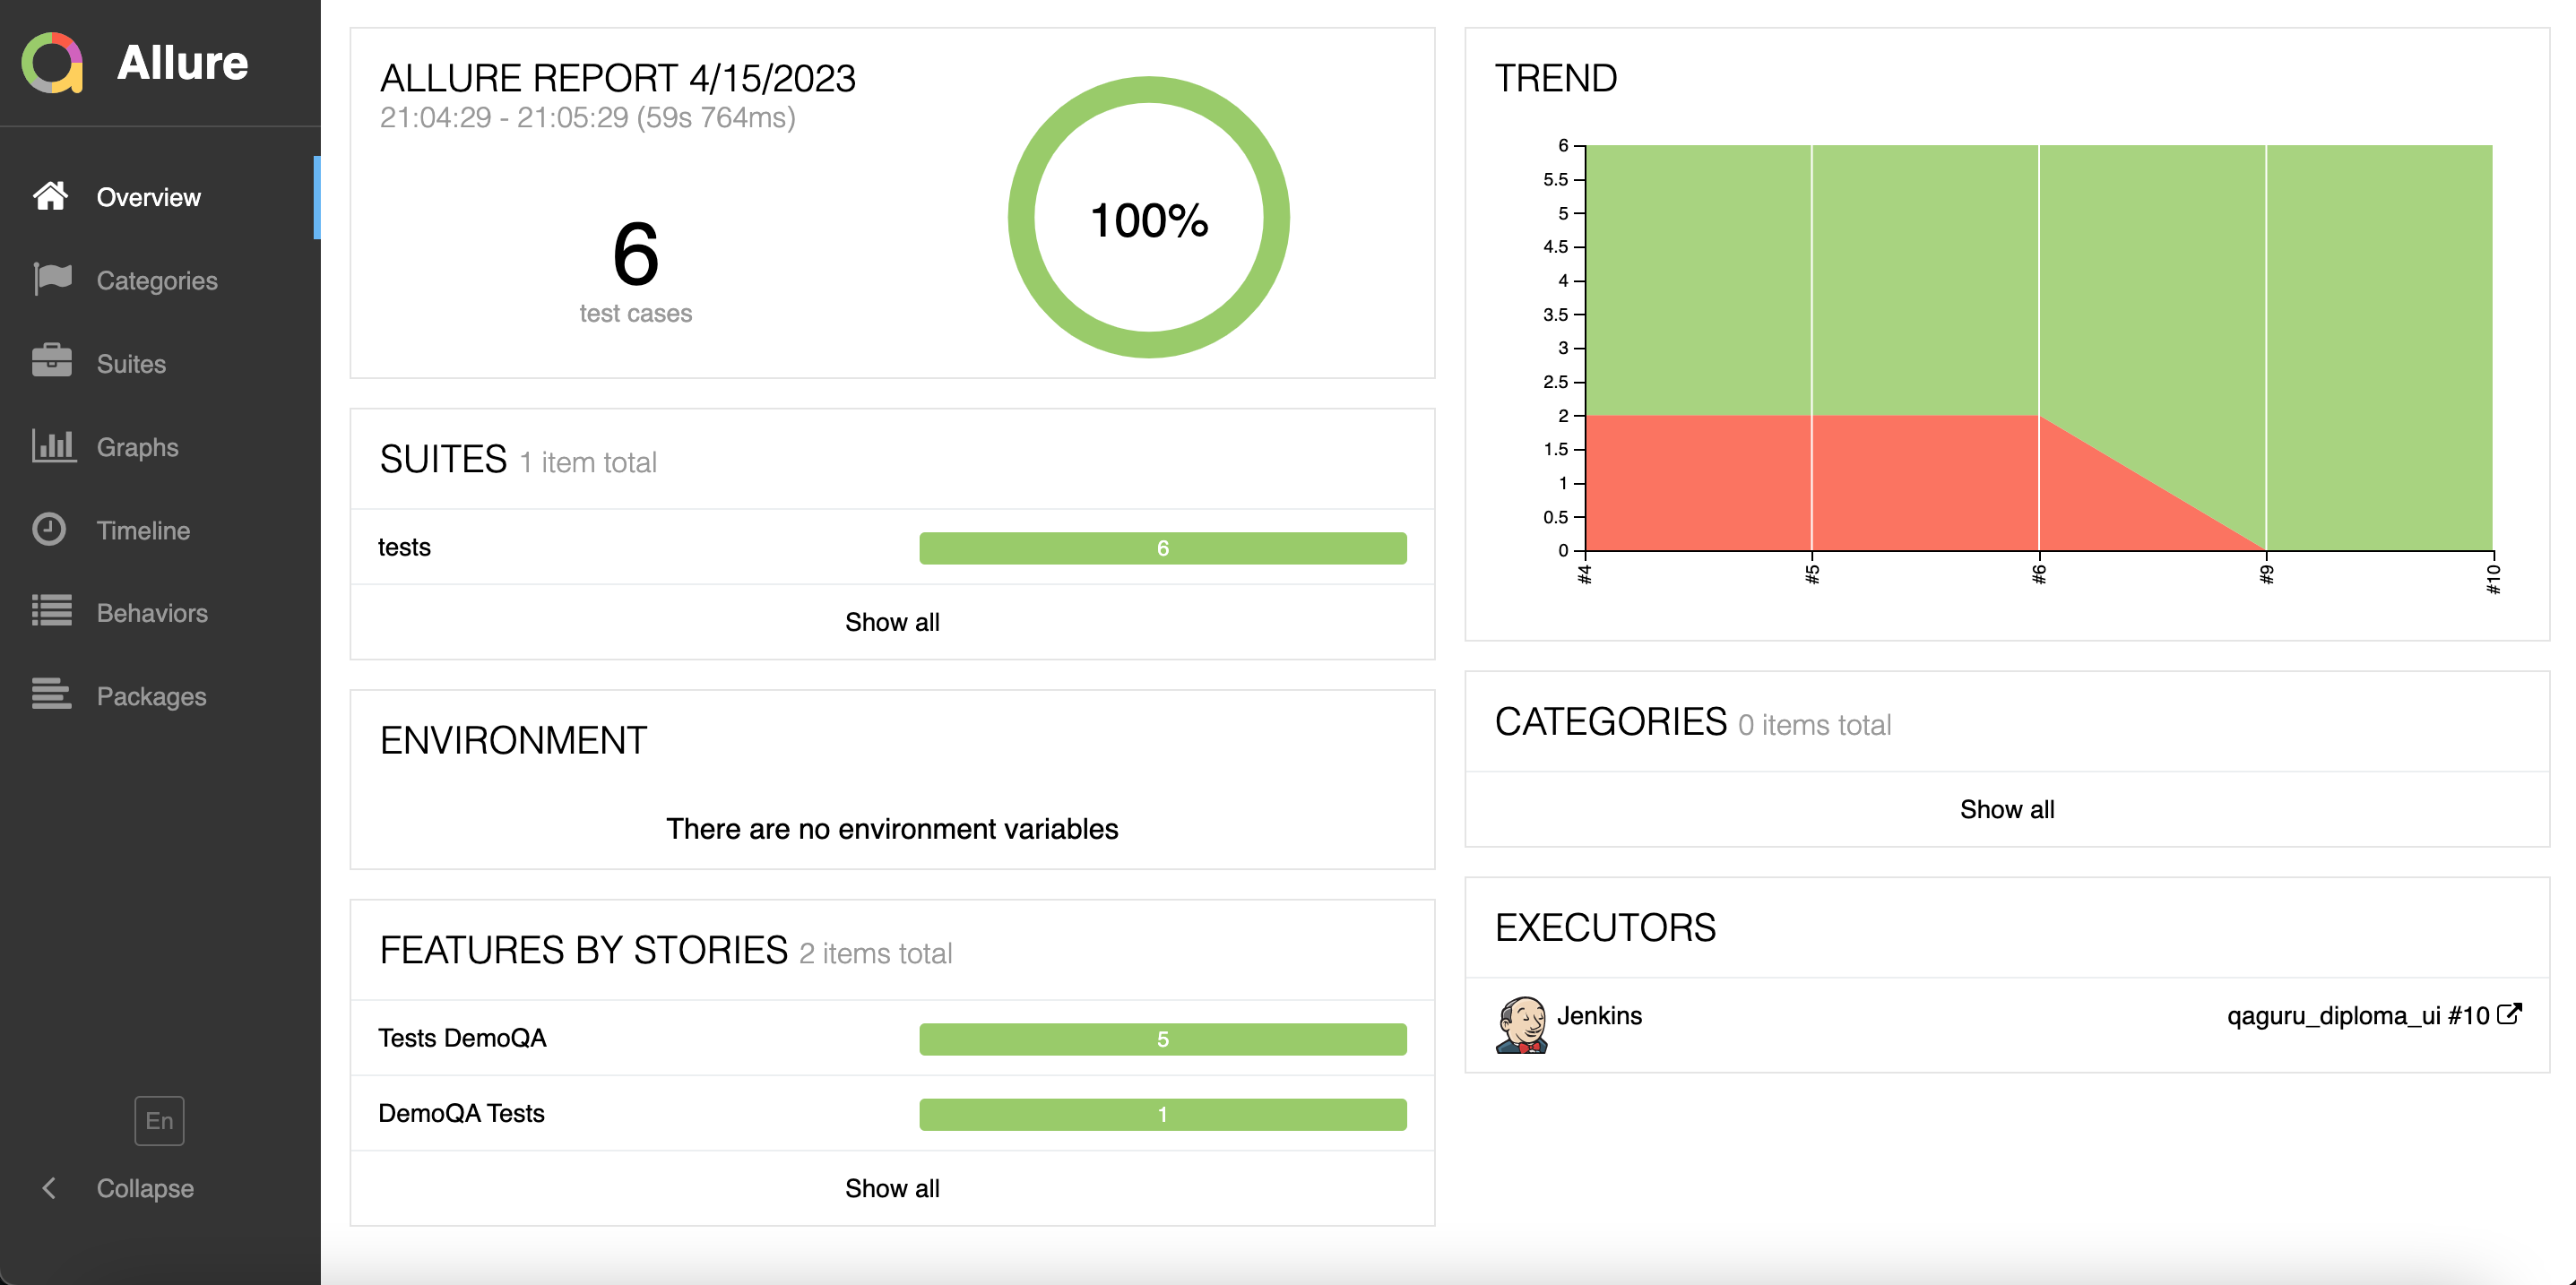 Allure
Overview
Categories
Suites
Graphs
Timeline
Behaviors
Packages
En
Collapse
ALLURE REPORT 4/15/2023
21:04:29 - 21:05:29 (59s 764ms)
6
test cases
100%
SUITES 1 item total
tests 6
Show all
ENVIRONMENT
There are no environment variables
FEATURES BY STORIES 2 items total
Tests DemoQA 5
DemoQA Tests 1
Show all
TREND
6
5.5
5
4.5
4
3.5
3
2.5
2
1.5
1
0.5
0
#4 #5 #6 #9 #10
CATEGORIES 0 items total
Show all
EXECUTORS
Jenkins qaguru_diploma_ui #10